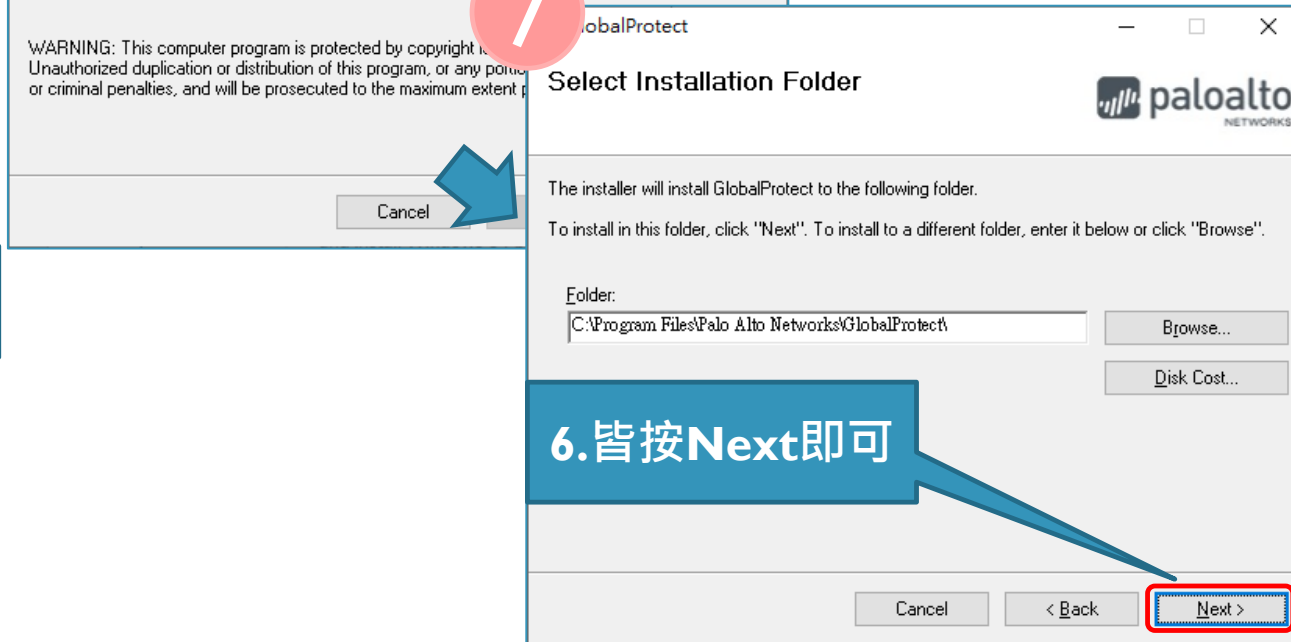 WARNING: This computer program is protected by copyright
Unauthorized duplication or distribution of this program, or any
or criminal penalties, and will be prosecuted to the maximum extent
Cancel
GlobalProtect
Select Installation Folder
paloalto
NETWORKS
The installer will install GlobalProtect to the following folder.
To install in this folder, click "Next". To install to a different folder, enter it below or click "Browse".
Folder:
C:\Program Files\Palo Alto Networks\GlobalProtect\
Browse...
Disk Cost...
6.皆按Next即可
Cancel
< Back
Next >